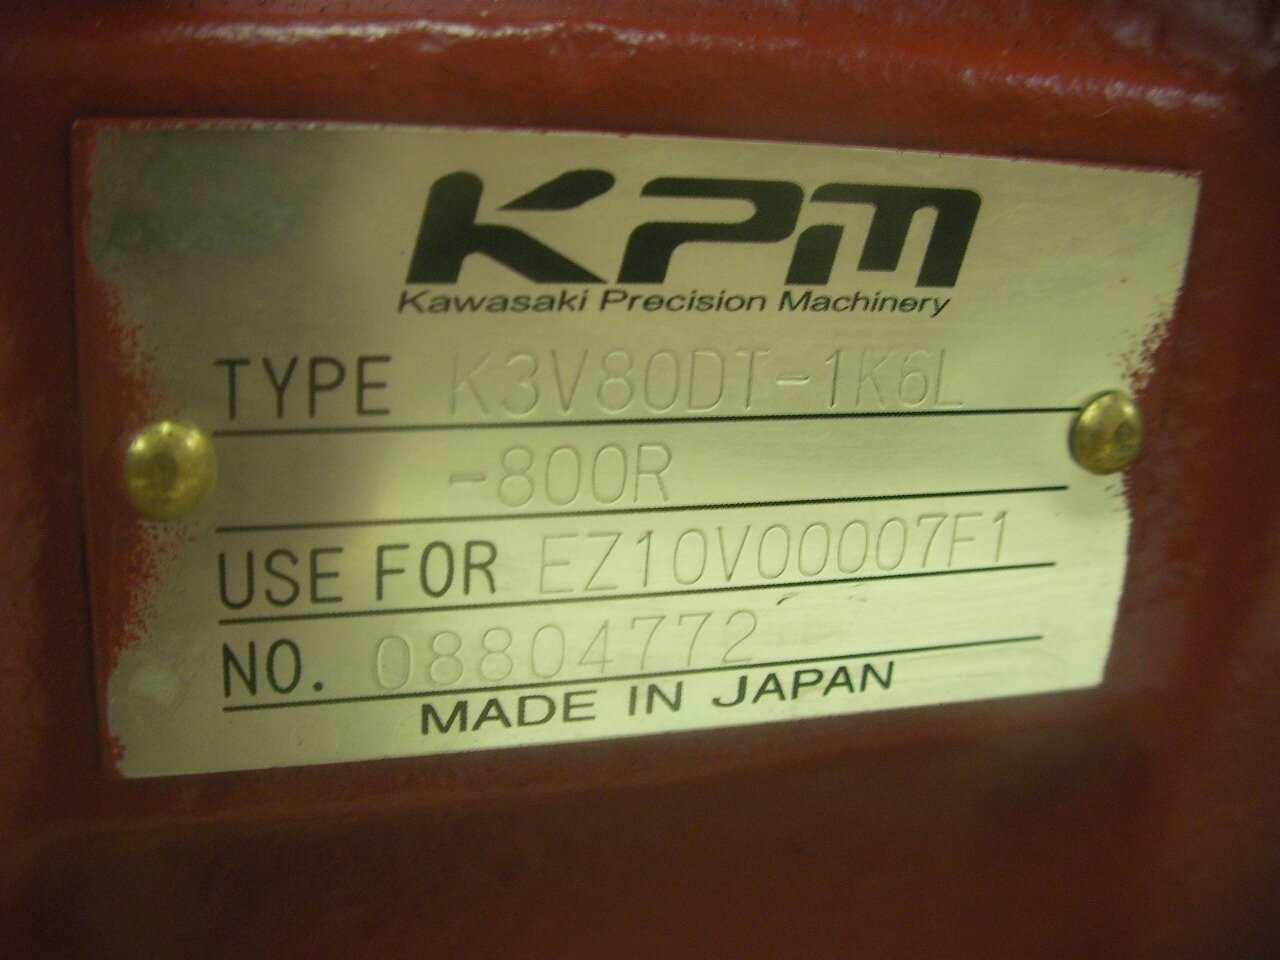 KPM
Kawasaki Precision Machinery
TYPE K3V80DT-1K6L
-800R
USE FOR EZ10V00007F1
NO. 08804772
MADE IN JAPAN